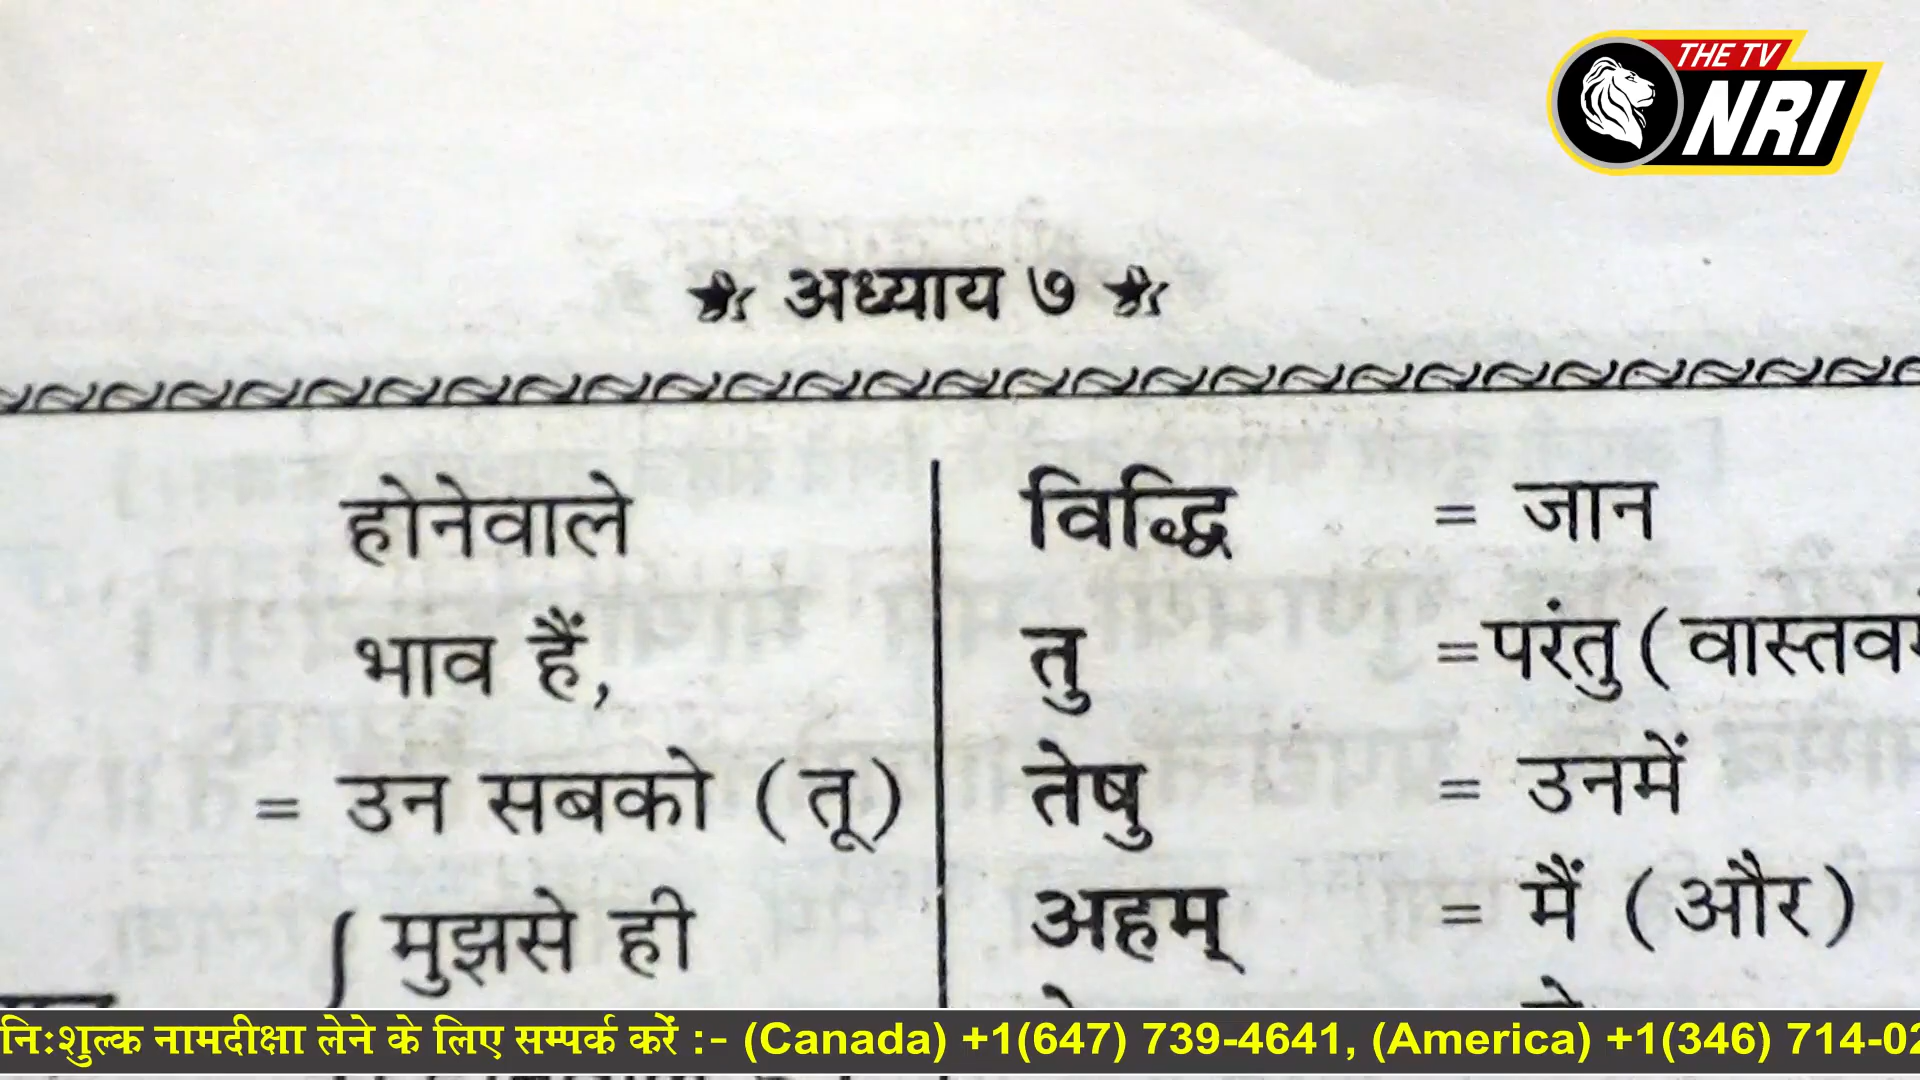 THE TV
NRI
अध्याय ७
होनेवाले
भाव हैं,
= उन सबको (तू)
मुझसे ही
विद्धि = जान
तु =परंतु (वास्तवमें
तेषु = उनमें
अहम् = मैं (और)
निःशुल्क नामदीक्षा लेने के लिए सम्पर्क करें :- (Canada) +1(647) 739-4641, (America) +1(346) 714-02